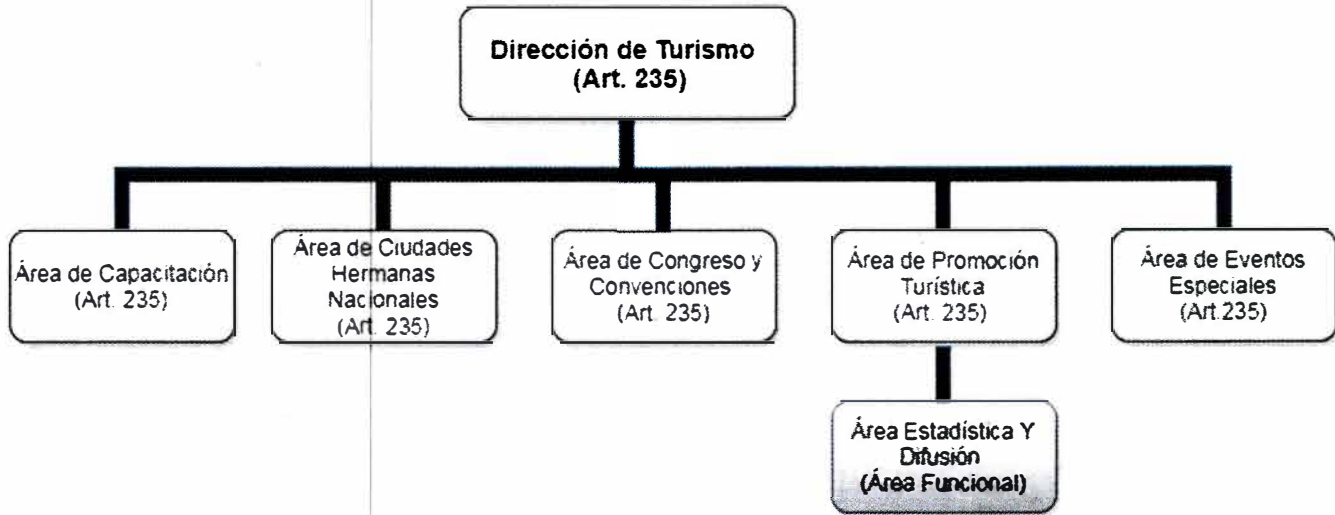 Dirección de Turismo
(Art. 235)
Área de Capacitación
(Art. 235)
Área de Ciudades
Hermanas
Nacionales
(Art. 235)
Área de Congreso y
Convenciones
(Art. 235)
Área de Promoción
Turística
(Art. 235)
Área de Eventos
Especiales
(Art.235)
Área Estadística Y
Difusión
(Área Funcional)